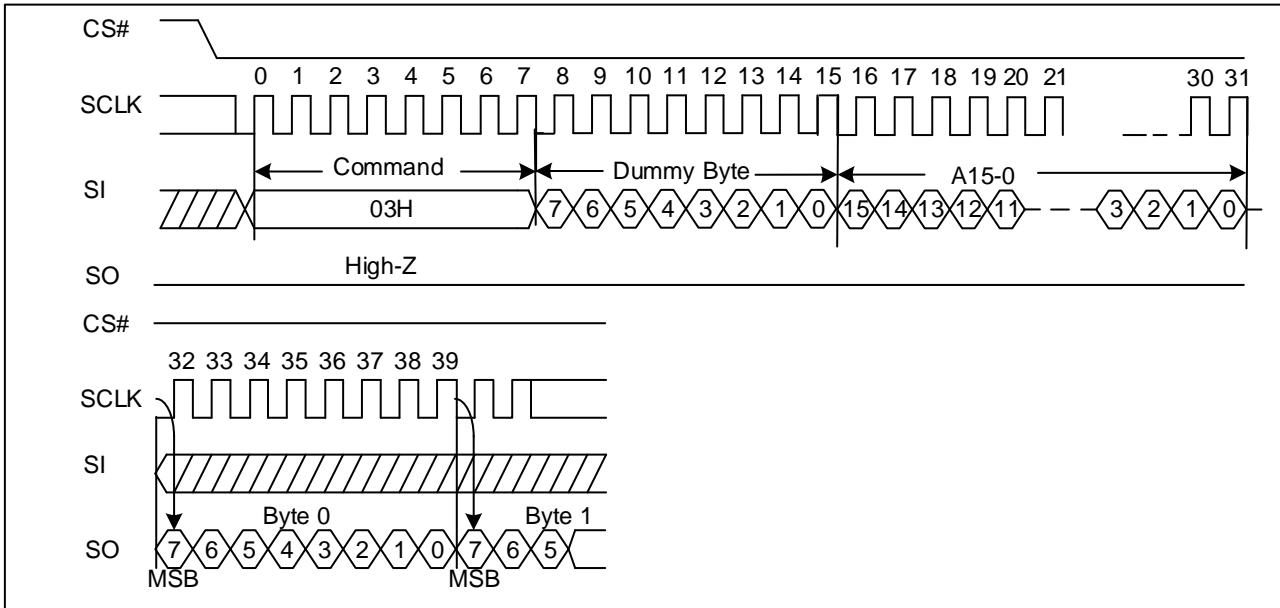 CS#
0 1 2 3 4 5 6 7 8 9 10 11 12 13 14 15 16 17 18 19 20 21 30 31
SCLK
Command Dummy Byte A15-0
SI
03H 7 6 5 4 3 2 1 0 15 14 13 12 11 3 2 1 0
High-Z
SO
CS#
32 33 34 35 36 37 38 39
SCLK
SI
Byte 0 Byte 1
SO 7 6 5 4 3 2 1 0 7 6 5
MSB MSB